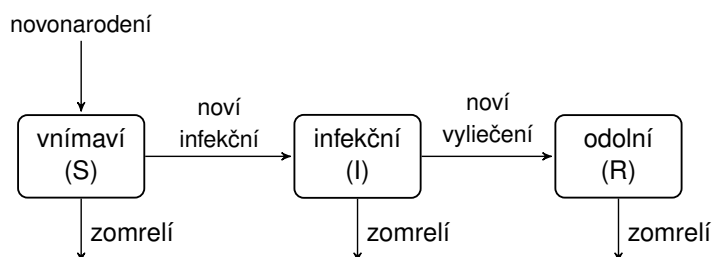 novonarodení
vnímaví
(S)
noví
infekční
infekční
(I)
noví
vyliečení
odolní
(R)
zomrelí
zomrelí
zomrelí